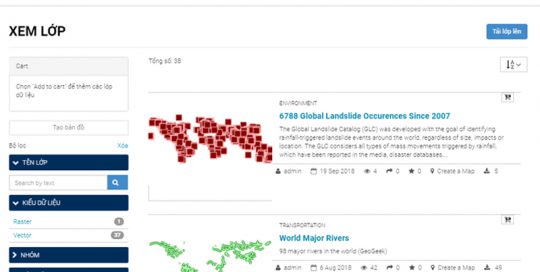 XEM LỚP
Tải lớp lên
Cart
Chọn "Add to cart" để thêm các lớp
dữ liệu
Tạo bản đồ
Bộ lọc
Xóa
TÊN LỚP
Search by text
KIỂU DỮ LIỆU
Raster
1
Vector
37
NHÓM
Tổng số: 38
ENVIRONMENT
6788 Global Landslide Occurences Since 2007
The Global Landslide Catalog (GLC) was developed with the goal of identifying
rainfall-triggered landslide events around the world, regardless of size, impacts or
location. The GLC considers all types of mass movements triggered by rainfall,
which have been reported in the media, disaster databases...
admin 19 Sep 2018 4 0 0 Create a Map 5
TRANSPORTATION
World Major Rivers
98 mayor rivers in the world (GeoGeek)
admin 6 Aug 2018 42 0 0 Create a Map 49